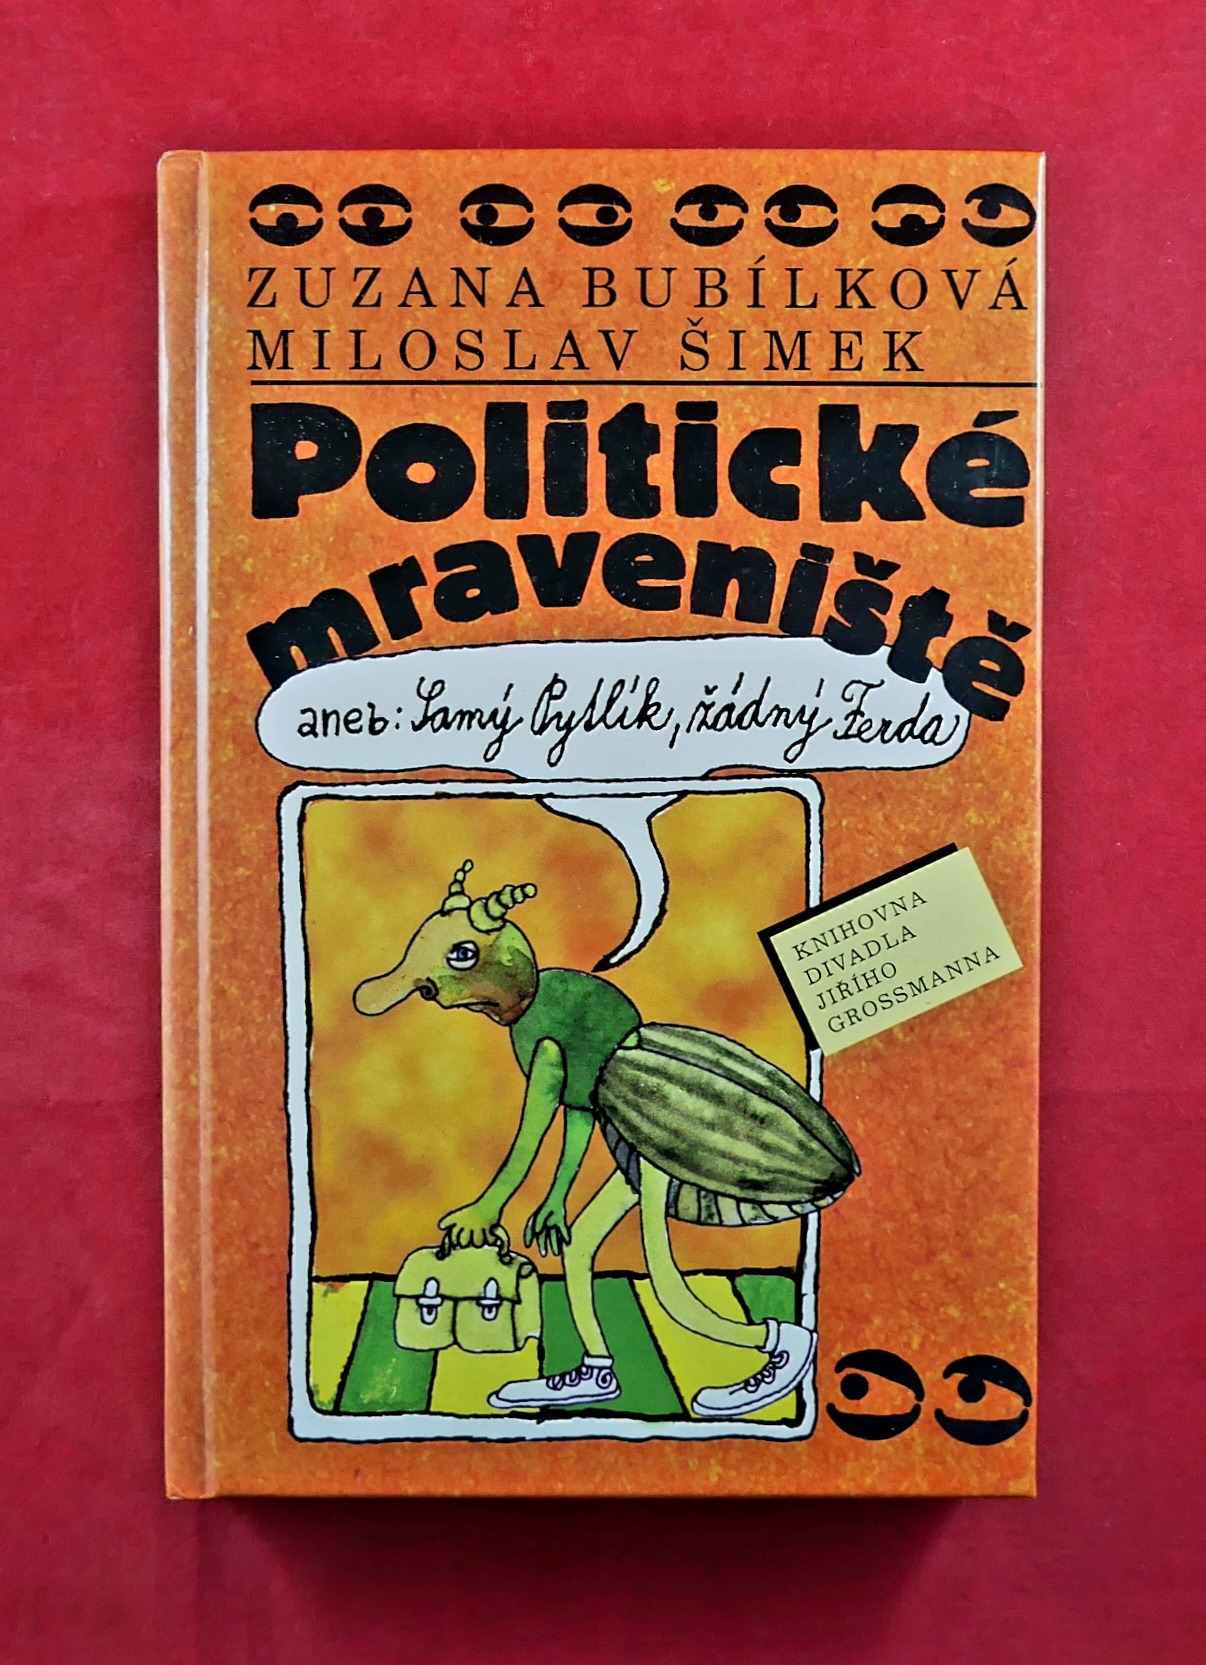 ZUZANA BUBÍLKOVÁ
MILOSLAV ŠIMEK
Politické
mraveniště
aneb: Samý Pytlík, žádný Ferda
KNIHOVNA
DIVADLA
JIŘÍHO
GROSSMANNA